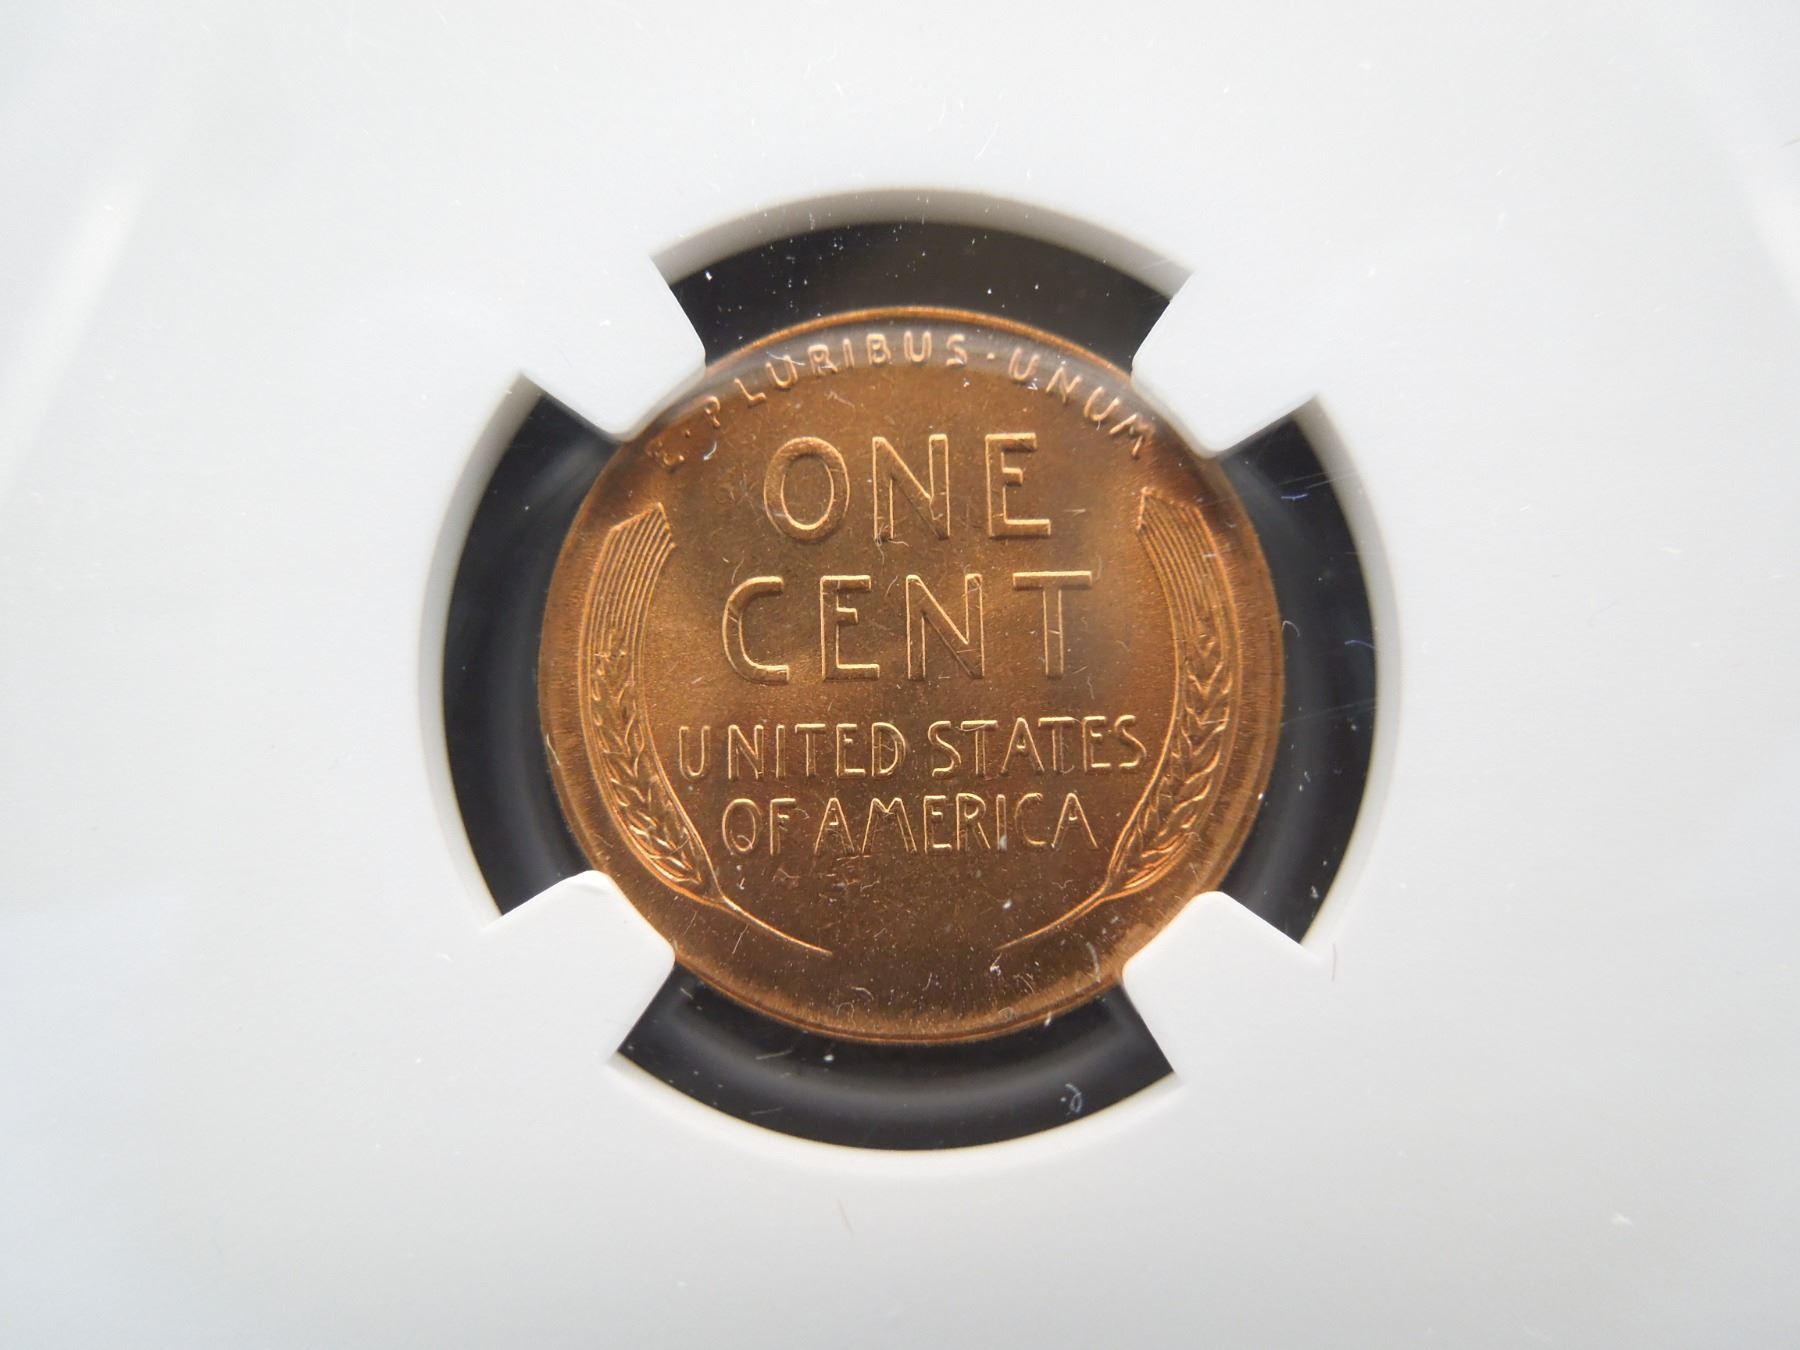 E · PLURIBUS · UNUM
ONE
CENT
UNITED STATES
OF AMERICA